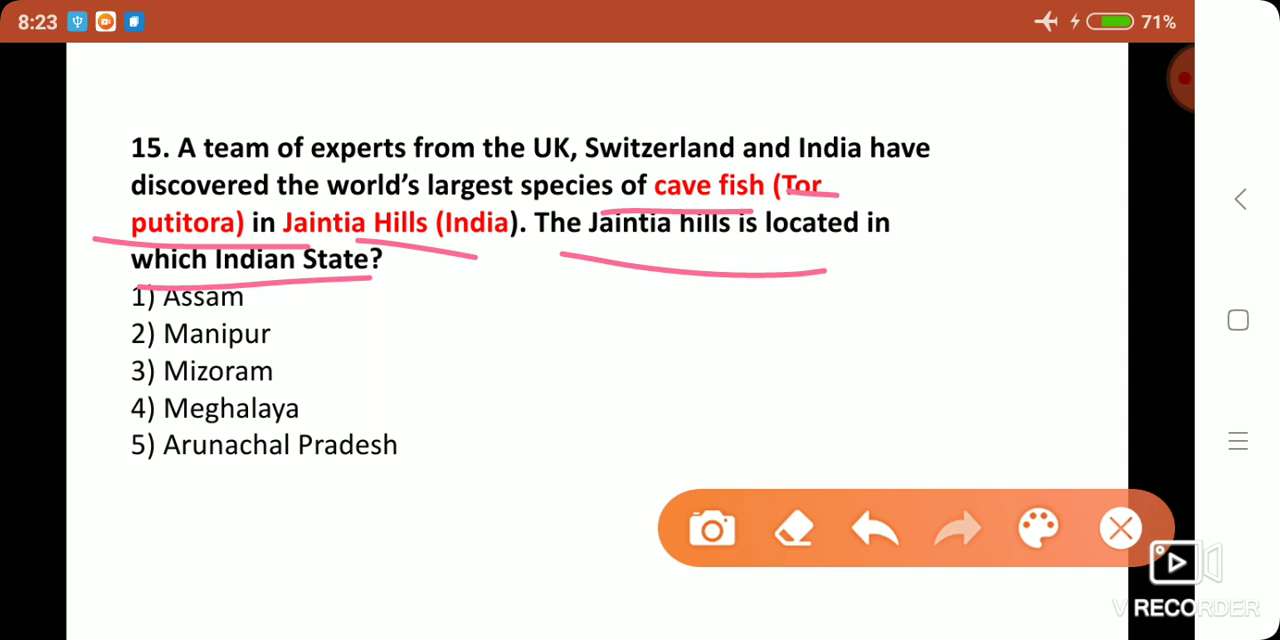 8:23
71%
15. A team of experts from the UK, Switzerland and India have
discovered the world’s largest species of cave fish (Tor
putitora) in Jaintia Hills (India). The Jaintia hills is located in
which Indian State?
1) Assam
2) Manipur
3) Mizoram
4) Meghalaya
5) Arunachal Pradesh
V RECORDER